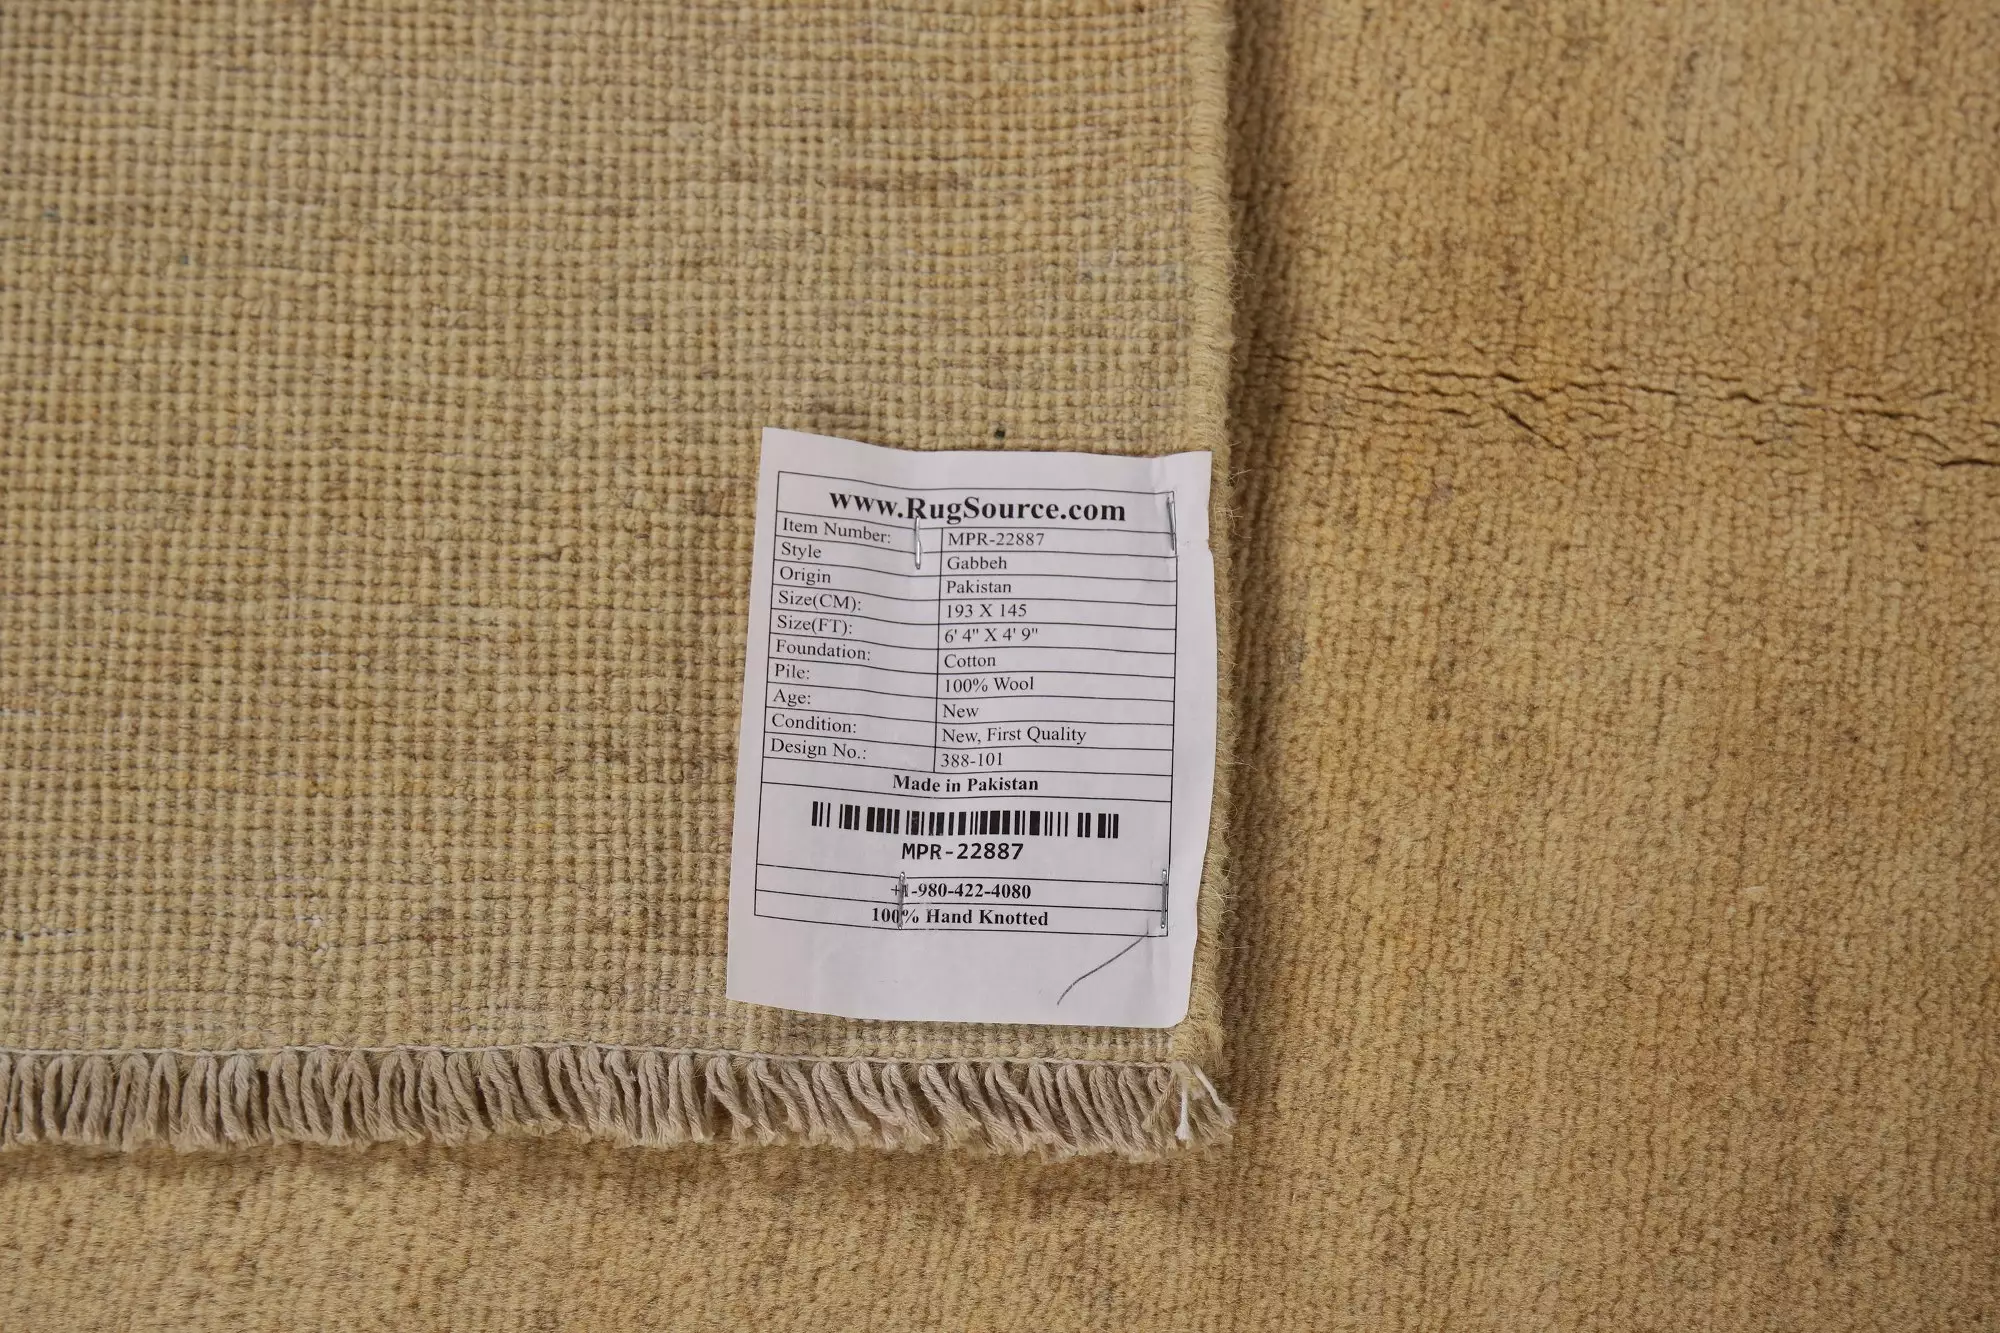 www.RugSource.com
Item Number: MPR-22887
Style Gabbeh
Origin Pakistan
Size(CM): 193 X 145
Size(FT): 6' 4" X 4' 9"
Foundation: Cotton
Pile: 100% Wool
Age: New
Condition: New, First Quality
Design No.: 388-101
Made in Pakistan
MPR-22887
+1-980-422-4080
100% Hand Knotted